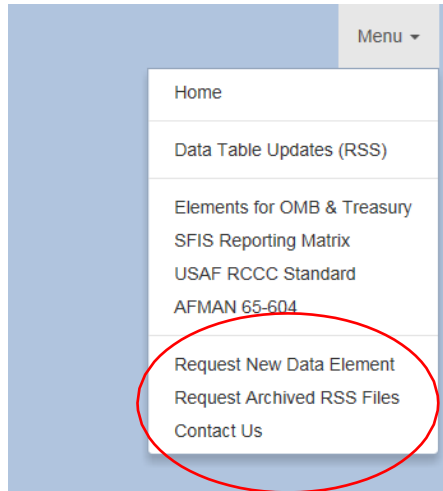 Menu
Home
Data Table Updates (RSS)
Elements for OMB & Treasury
SFIS Reporting Matrix
USAF RCCC Standard
AFMAN 65-604
Request New Data Element
Request Archived RSS Files
Contact Us